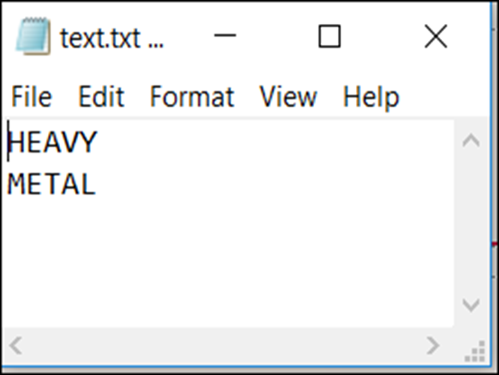 text.txt ...
File Edit Format View Help
HEAVY
METAL